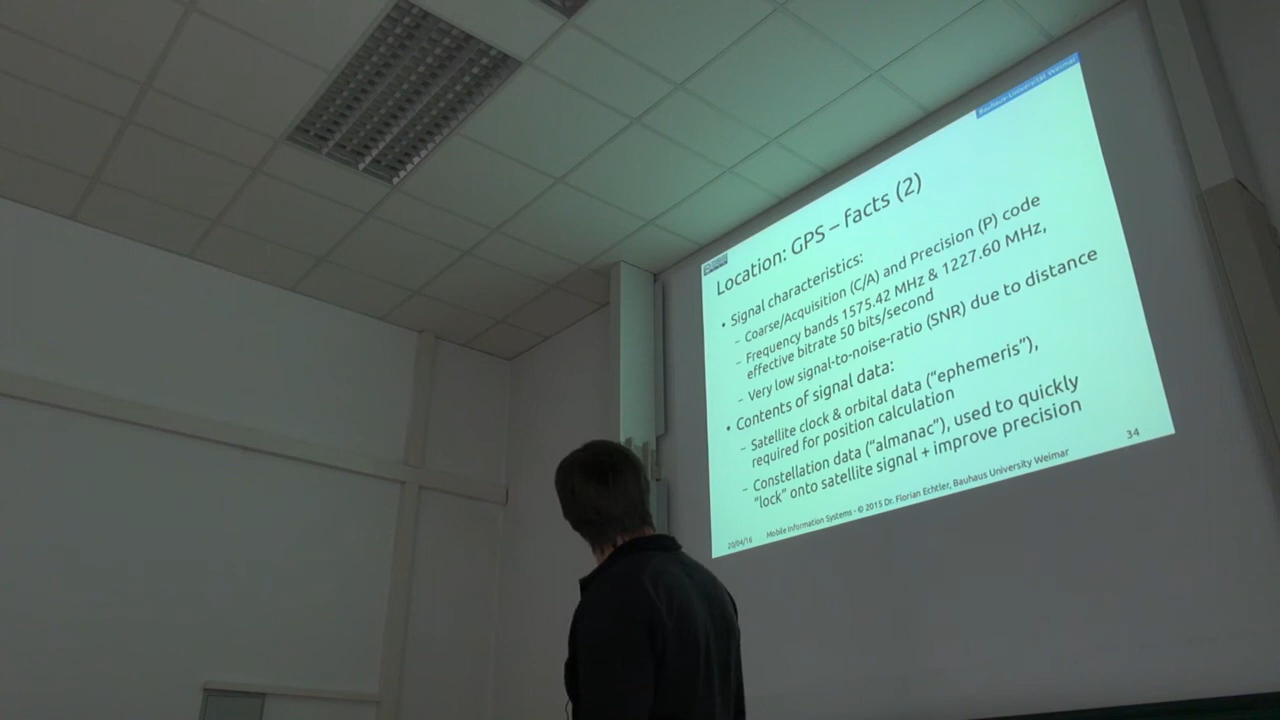 Bauhaus-Universität Weimar
Location: GPS – facts (2)
• Signal characteristics:
– Coarse/Acquisition (C/A) and Precision (P) code
– Frequency bands 1575.42 MHz & 1227.60 MHz,
effective bitrate 50 bits/second
– Very low signal-to-noise-ratio (SNR) due to distance
• Contents of signal data:
– Satellite clock & orbital data (“ephemeris”),
required for position calculation
– Constellation data (“almanac”), used to quickly
“lock” onto satellite signal + improve precision
20/04/16
Mobile Information Systems - © 2015 Dr. Florian Echtler, Bauhaus University Weimar
34